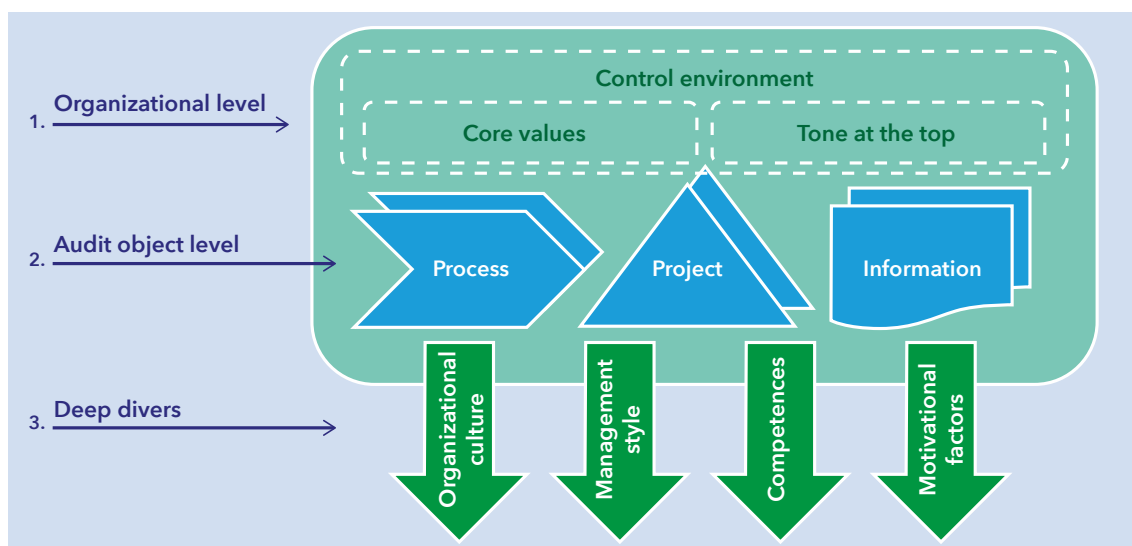 Control environment
1. Organizational level
Core values
Tone at the top
2. Audit object level
Process
Project
Information
3. Deep divers
Organizational
culture
Management
style
Competences
Motivational
factors